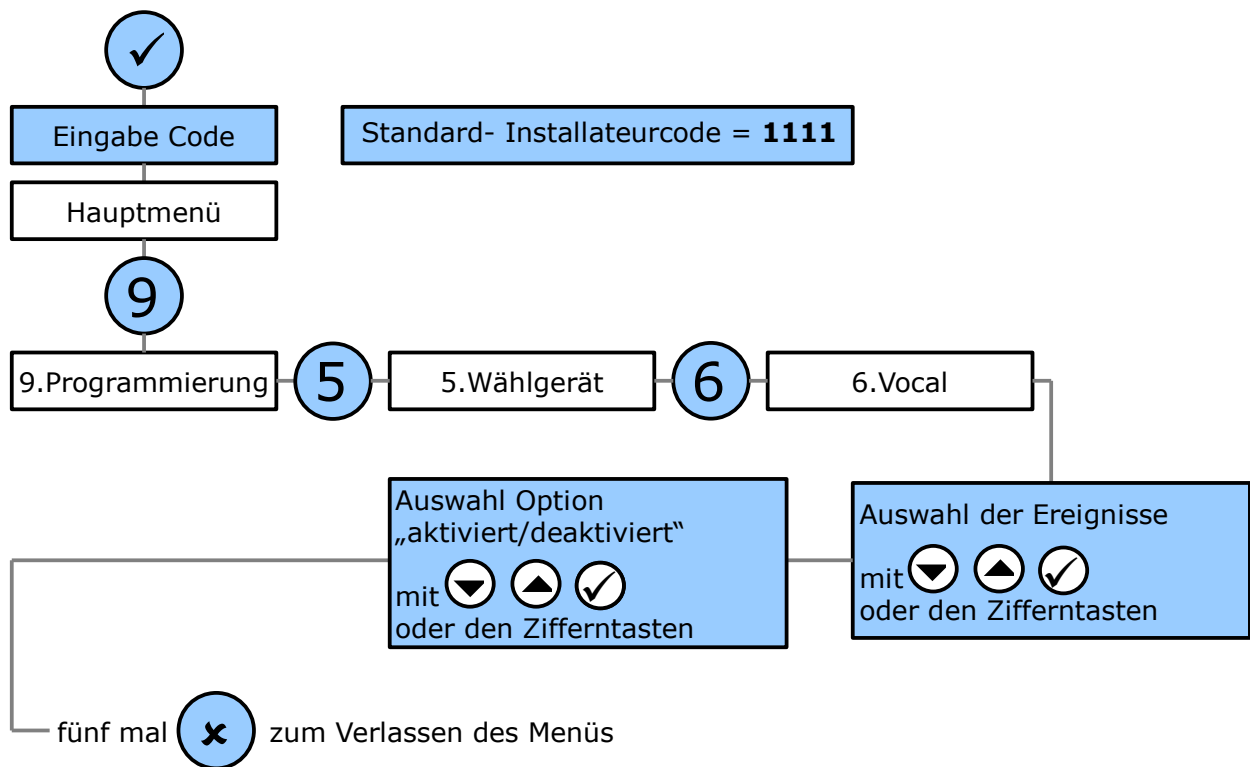 ✓
Eingabe Code
Standard- Installateurcode = 1111
Hauptmenü
9
9.Programmierung
5
5.Wählgerät
6
6.Vocal
Auswahl der Ereignisse
mit
oder den Zifferntasten
Auswahl Option
„aktiviert/deaktiviert“
mit
oder den Zifferntasten
fünf mal ✘ zum Verlassen des Menüs